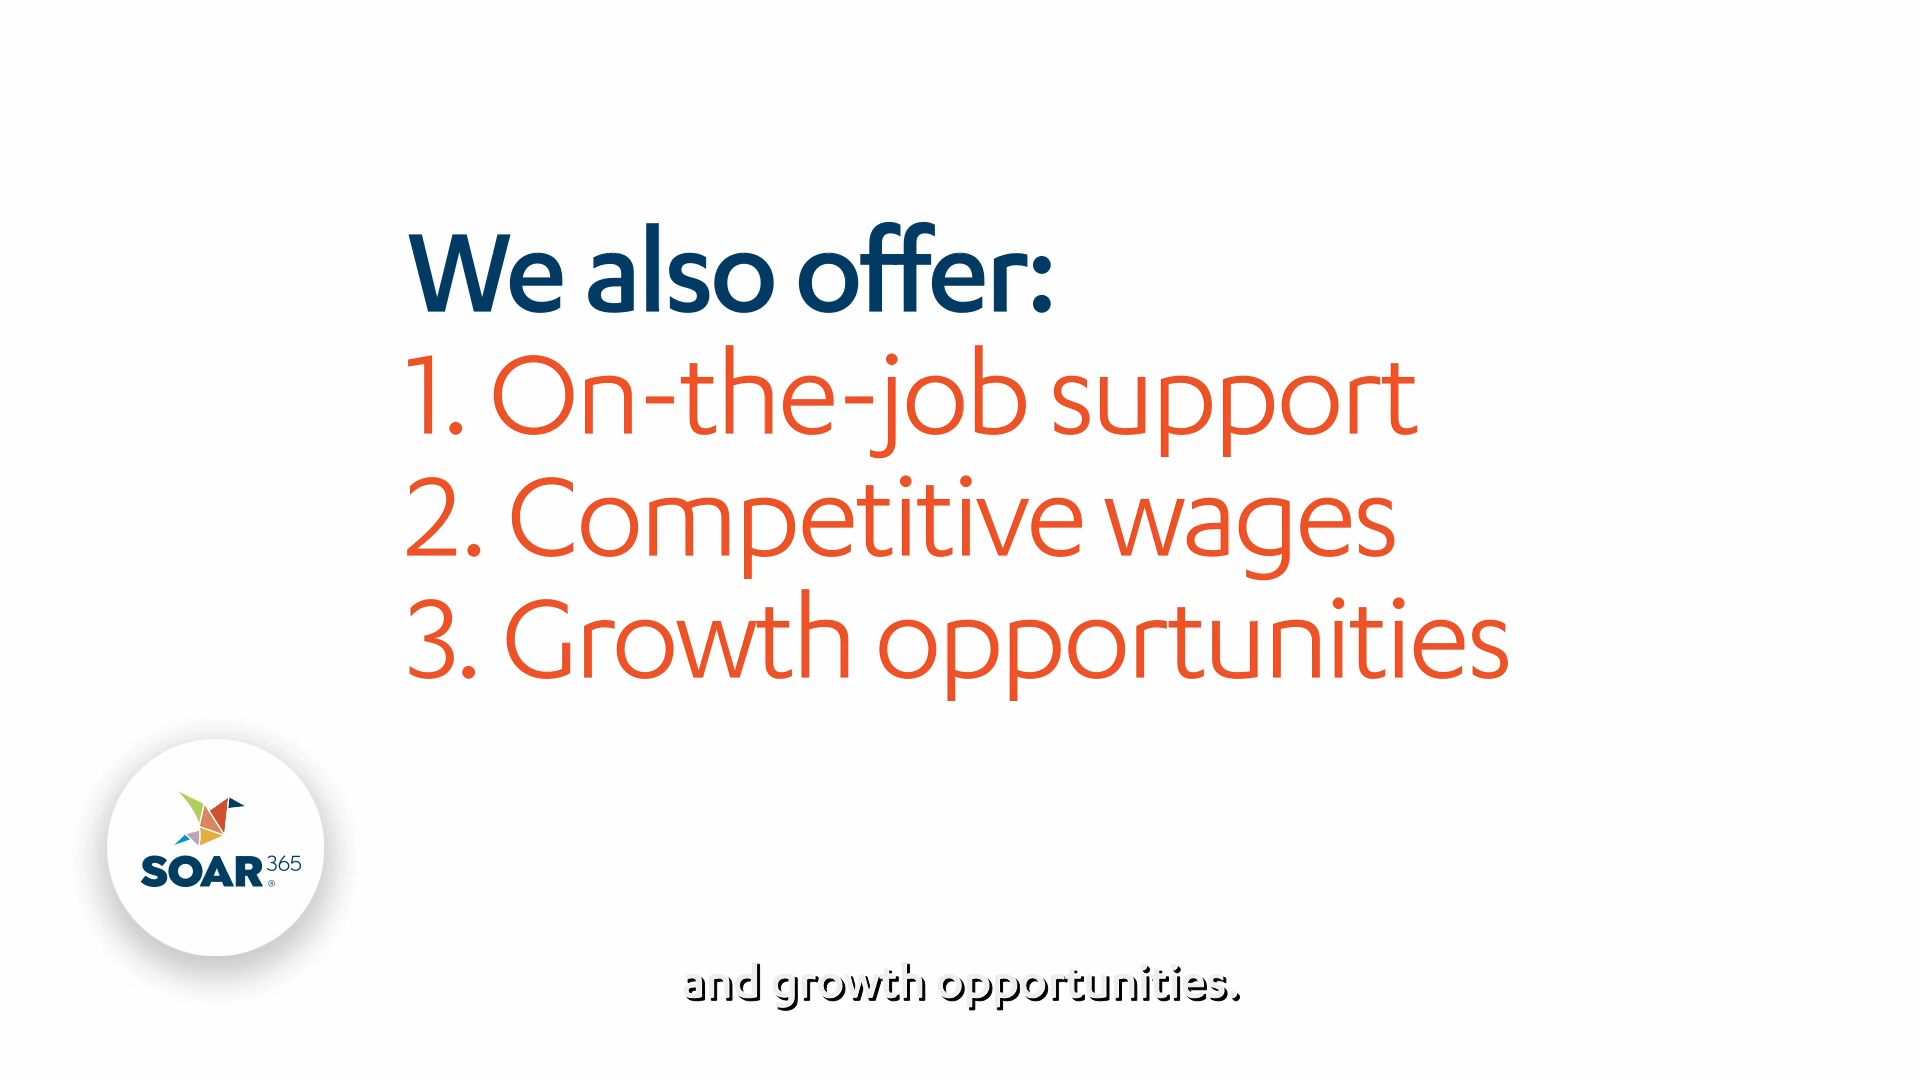 We also offer:
1. On-the-job support
2. Competitive wages
3. Growth opportunities
SOAR 365
®
and growth opportunities.